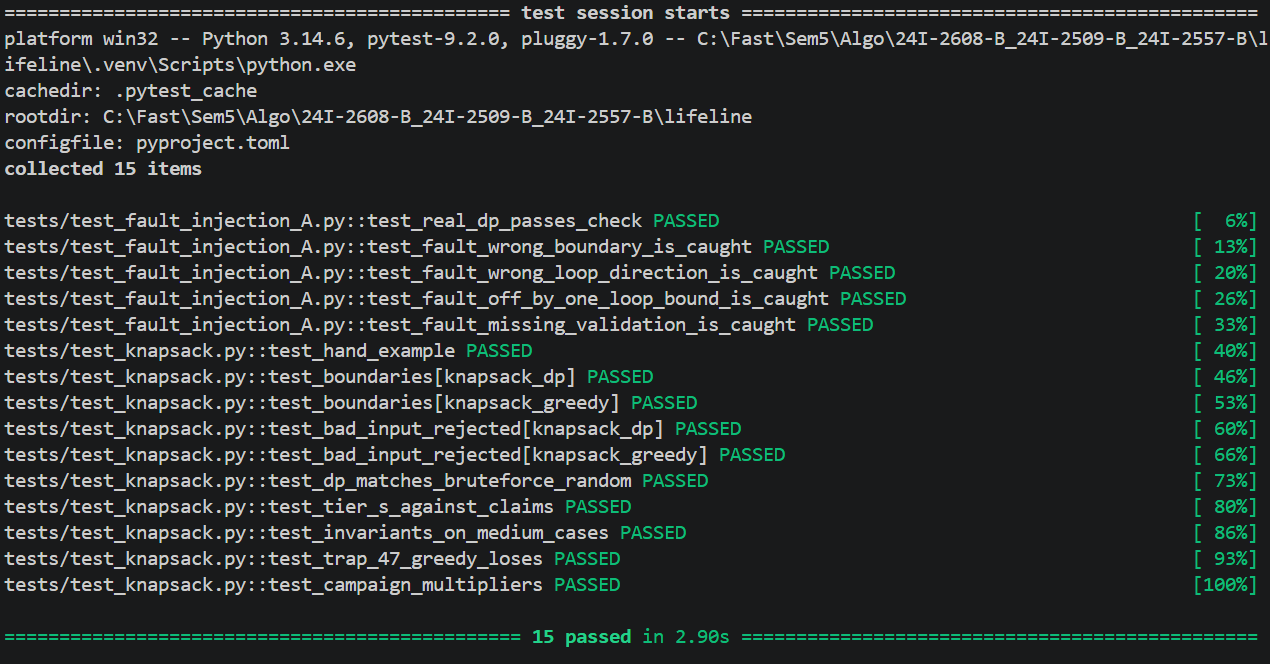 ============================================== test session starts ===============================================
platform win32 -- Python 3.14.6, pytest-9.2.0, pluggy-1.7.0 -- C:\Fast\Sem5\Algo\24I-2608-B_24I-2509-B_24I-2557-B\l
ifeline\.venv\Scripts\python.exe
cachedir: .pytest_cache
rootdir: C:\Fast\Sem5\Algo\24I-2608-B_24I-2509-B_24I-2557-B\lifeline
configfile: pyproject.toml
collected 15 items
tests/test_fault_injection_A.py::test_real_dp_passes_check PASSED [  6%]
tests/test_fault_injection_A.py::test_fault_wrong_boundary_is_caught PASSED [ 13%]
tests/test_fault_injection_A.py::test_fault_wrong_loop_direction_is_caught PASSED [ 20%]
tests/test_fault_injection_A.py::test_fault_off_by_one_loop_bound_is_caught PASSED [ 26%]
tests/test_fault_injection_A.py::test_fault_missing_validation_is_caught PASSED [ 33%]
tests/test_knapsack.py::test_hand_example PASSED [ 40%]
tests/test_knapsack.py::test_boundaries[knapsack_dp] PASSED [ 46%]
tests/test_knapsack.py::test_boundaries[knapsack_greedy] PASSED [ 53%]
tests/test_knapsack.py::test_bad_input_rejected[knapsack_dp] PASSED [ 60%]
tests/test_knapsack.py::test_bad_input_rejected[knapsack_greedy] PASSED [ 66%]
tests/test_knapsack.py::test_dp_matches_bruteforce_random PASSED [ 73%]
tests/test_knapsack.py::test_tier_s_against_claims PASSED [ 80%]
tests/test_knapsack.py::test_invariants_on_medium_cases PASSED [ 86%]
tests/test_knapsack.py::test_trap_47_greedy_loses PASSED [ 93%]
tests/test_knapsack.py::test_campaign_multipliers PASSED [100%]
=============================================== 15 passed in 2.90s ===============================================